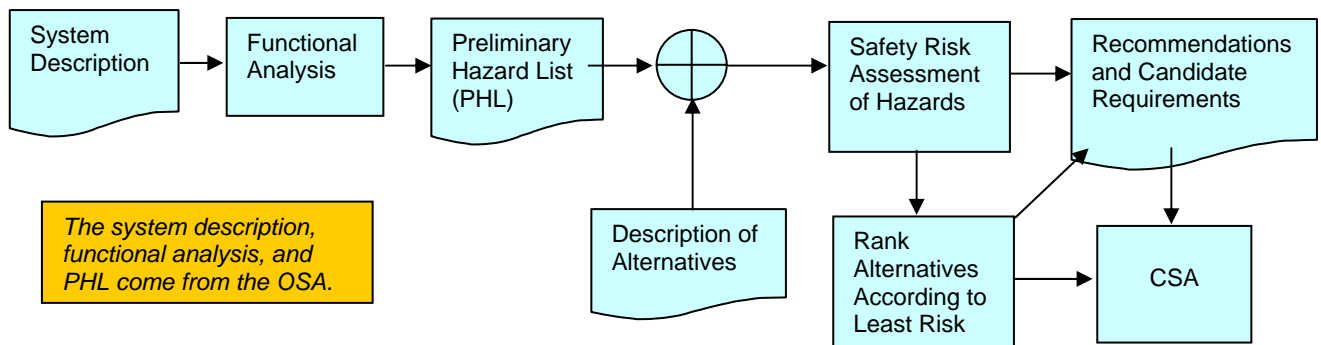 System
Description
Functional
Analysis
Preliminary
Hazard List
(PHL)
Safety Risk
Assessment
of Hazards
Recommendations
and Candidate
Requirements
The system description,
functional analysis, and
PHL come from the OSA.
Description of
Alternatives
Rank
Alternatives
According to
Least Risk
CSA